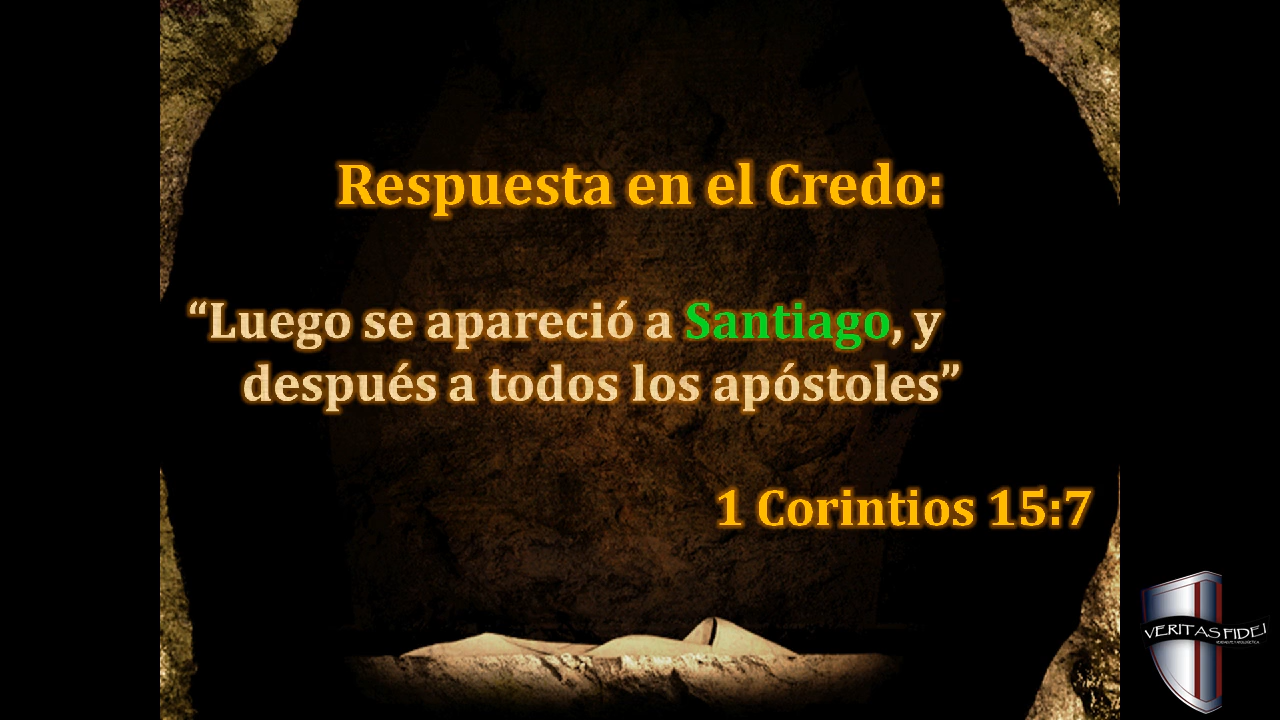 Respuesta en el Credo:
“Luego se apareció a Santiago, y
después a todos los apóstoles”
1 Corintios 15:7
VERITAS FIDEI